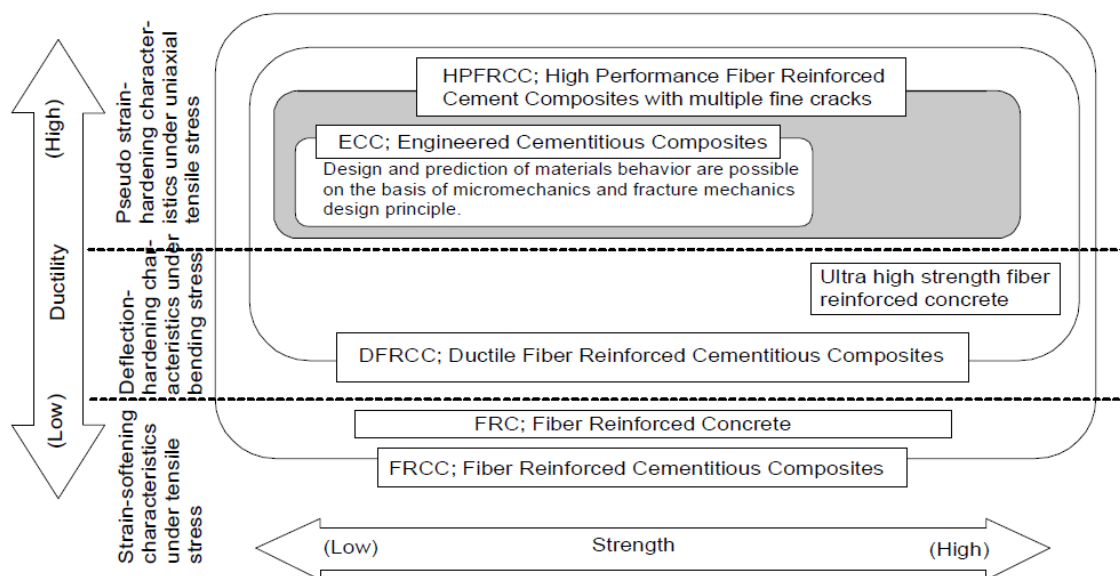 HPFRCC; High Performance Fiber Reinforced
Cement Composites with multiple fine cracks
ECC; Engineered Cementitious Composites
Design and prediction of materials behavior are possible
on the basis of micromechanics and fracture mechanics
design principle.
Ultra high strength fiber
reinforced concrete
DFRCC; Ductile Fiber Reinforced Cementitious Composites
FRC; Fiber Reinforced Concrete
FRCC; Fiber Reinforced Cementitious Composites
(High)
Ductility
(Low)
Pseudo strain-
hardening character-
istics under uniaxial
tensile stress
Deflection-
hardening char-
acteristics under
bending stress
Strain-softening
characteristics
under tensile
stress
(Low)
Strength
(High)